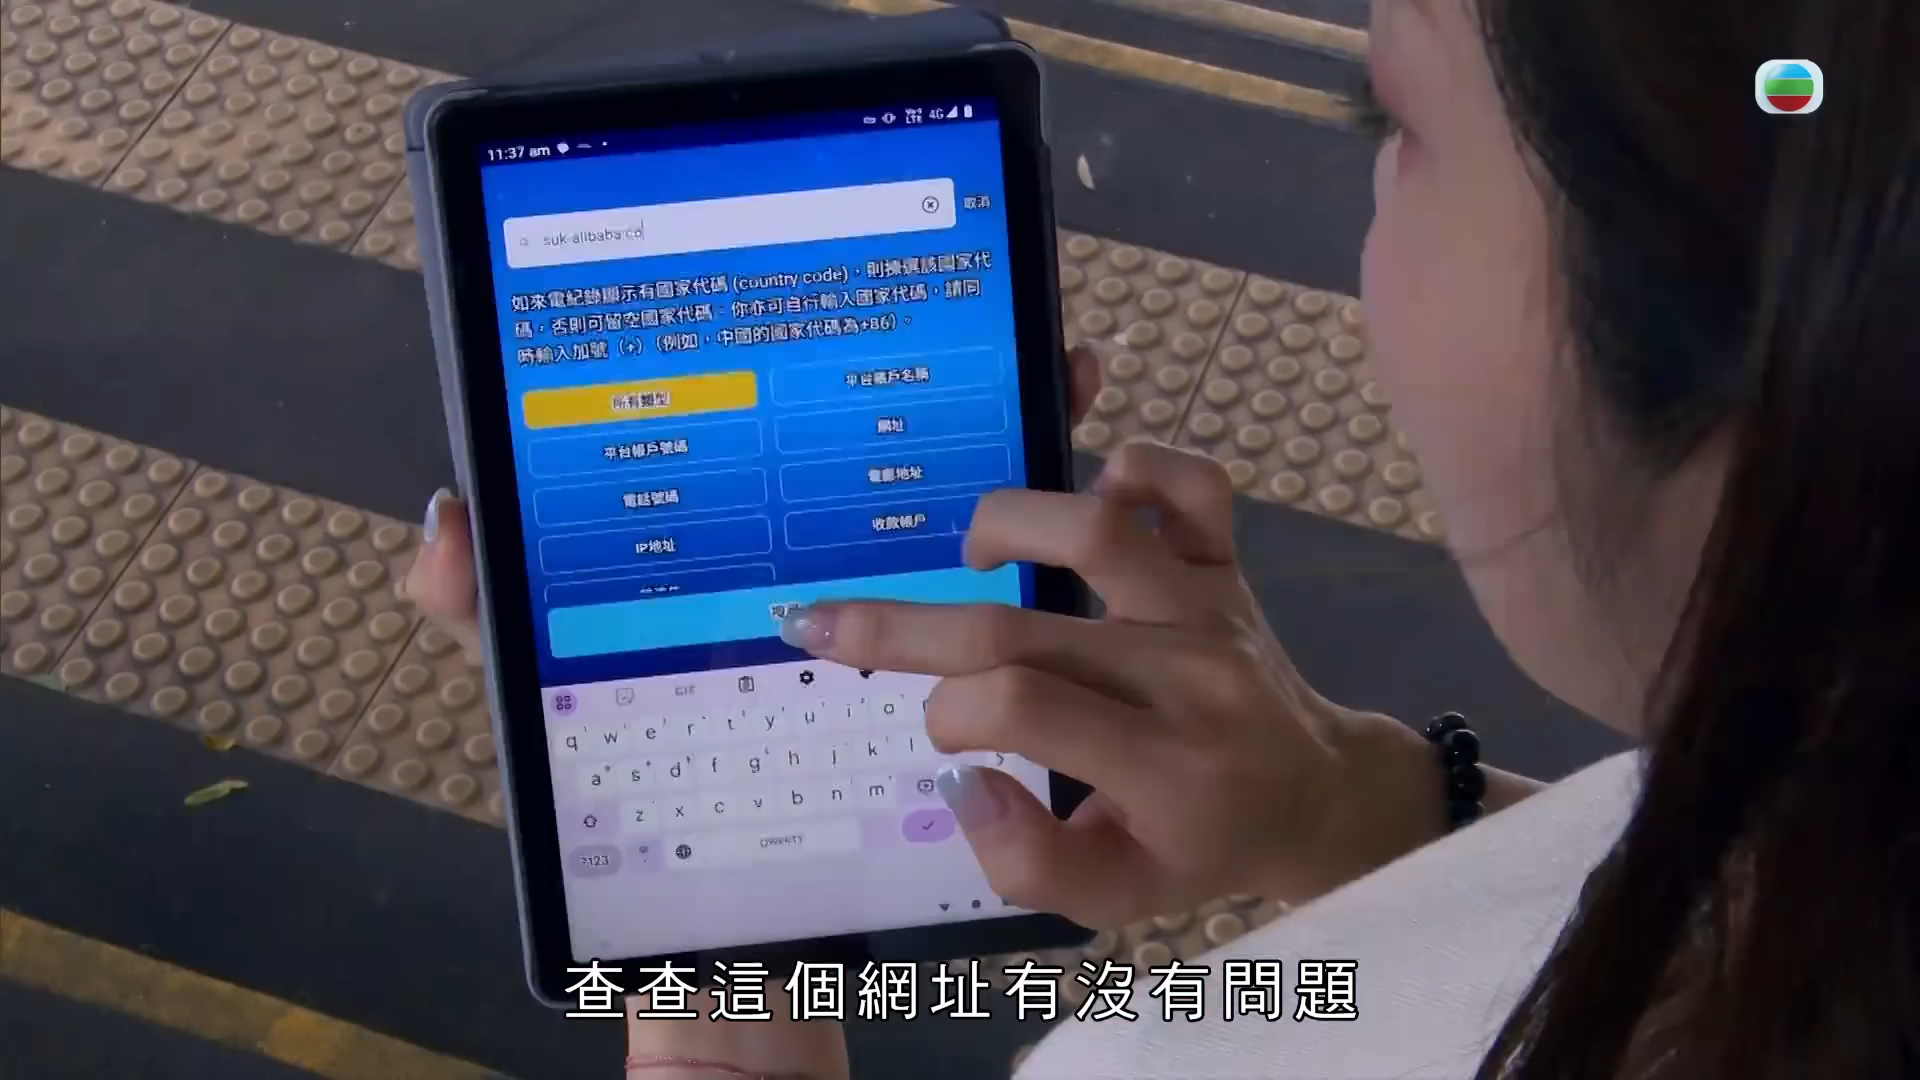 11:37 am
4G
suk-alibaba.co
取消
如來電紀錄顯示有國家代碼 (country code)，則揀選該國家代
碼，否則可留空國家代碼。你亦可自行輸入國家代碼，請同
時輸入加號（+）（例如，中國的國家代碼為+86）。
所有類型
平台帳戶名稱
平台帳戶號碼
網址
電話號碼
電郵地址
IP地址
收款帳戶
GIF
q w e r t y u i o
a s d f g h j k l
z x c v b n m
?123
QWERTY
查查這個網址有沒有問題